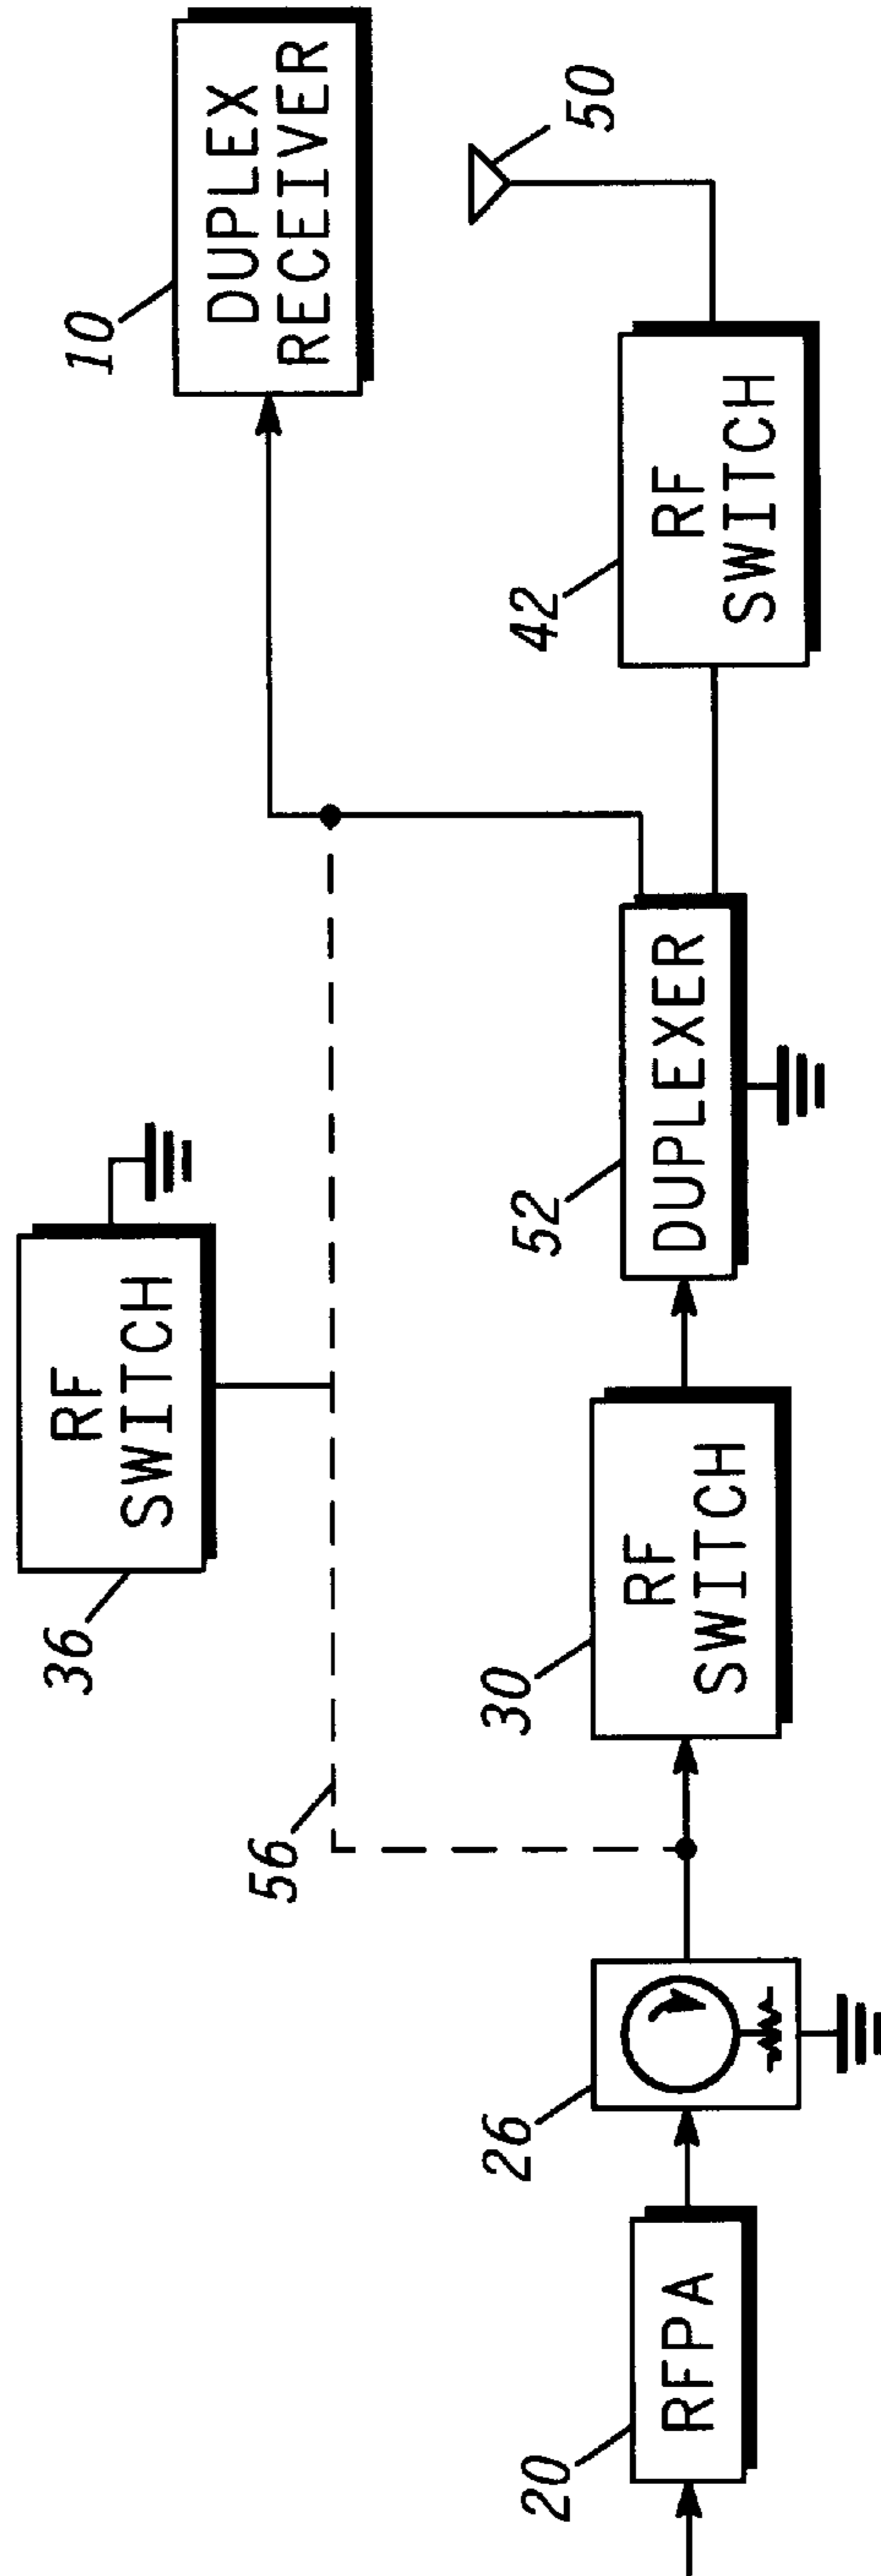 36
RF
SWITCH
10
DUPLEX
RECEIVER
56
50
20
RFPA
26
30
RF
SWITCH
52
DUPLEXER
42
RF
SWITCH